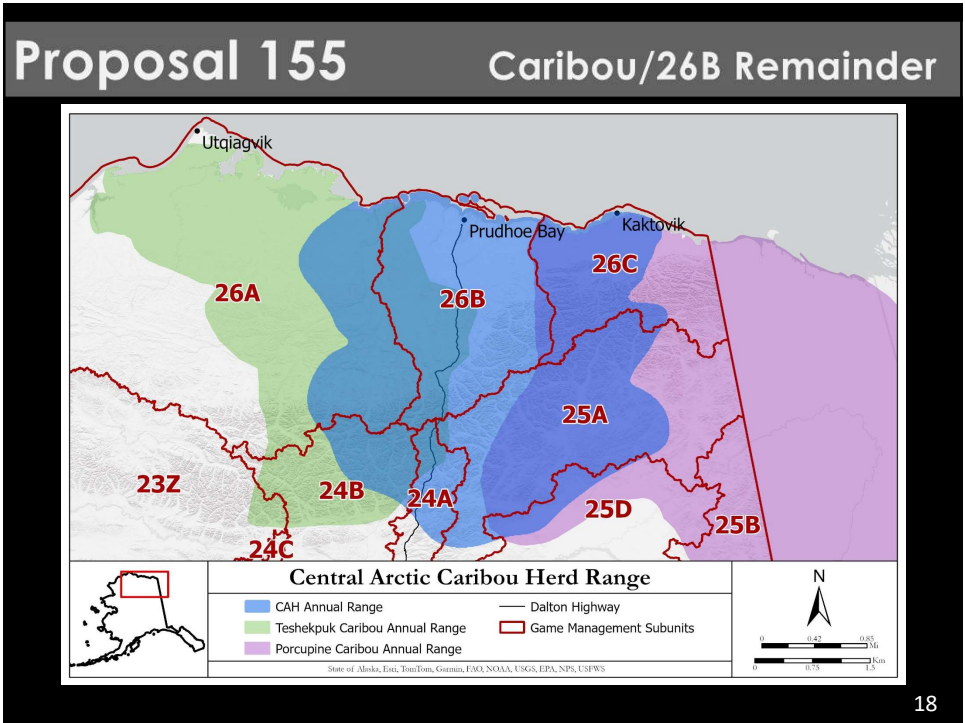 Proposal 155
Caribou/26B Remainder
Utqiagvik
Prudhoe Bay
Kaktovik
26C
26A
26B
25A
23Z
24B
24A
25D
25B
24C
Central Arctic Caribou Herd Range
CAH Annual Range
Teshekpuk Caribou Annual Range
Porcupine Caribou Annual Range
Dalton Highway
Game Management Subunits
State of Alaska, Esri, TomTom, Garmin, FAO, NOAA, USGS, EPA, NPS, USFWS
N
0 0.42 0.85
Mi
Km
0 0.75 1.5
18